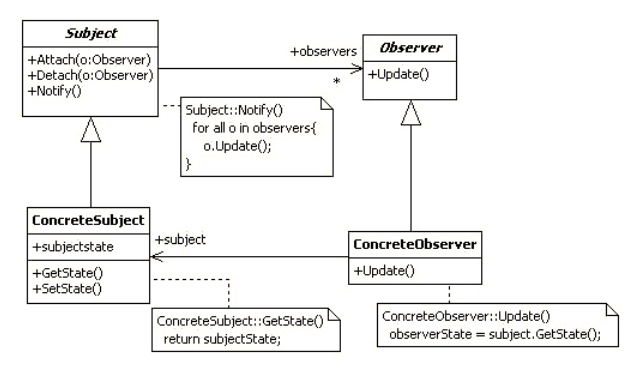 Subject
+Attach(o:Observer)
+Detach(o:Observer)
+Notify()
+observers
*
Observer
+Update()
Subject::Notify()
for all o in observers{
o.Update();
}
ConcreteSubject
+subjectstate
+GetState()
+SetState()
+subject
ConcreteObserver
+Update()
ConcreteSubject::GetState()
return subjectState;
ConcreteObserver::Update()
observerState = subject.GetState();